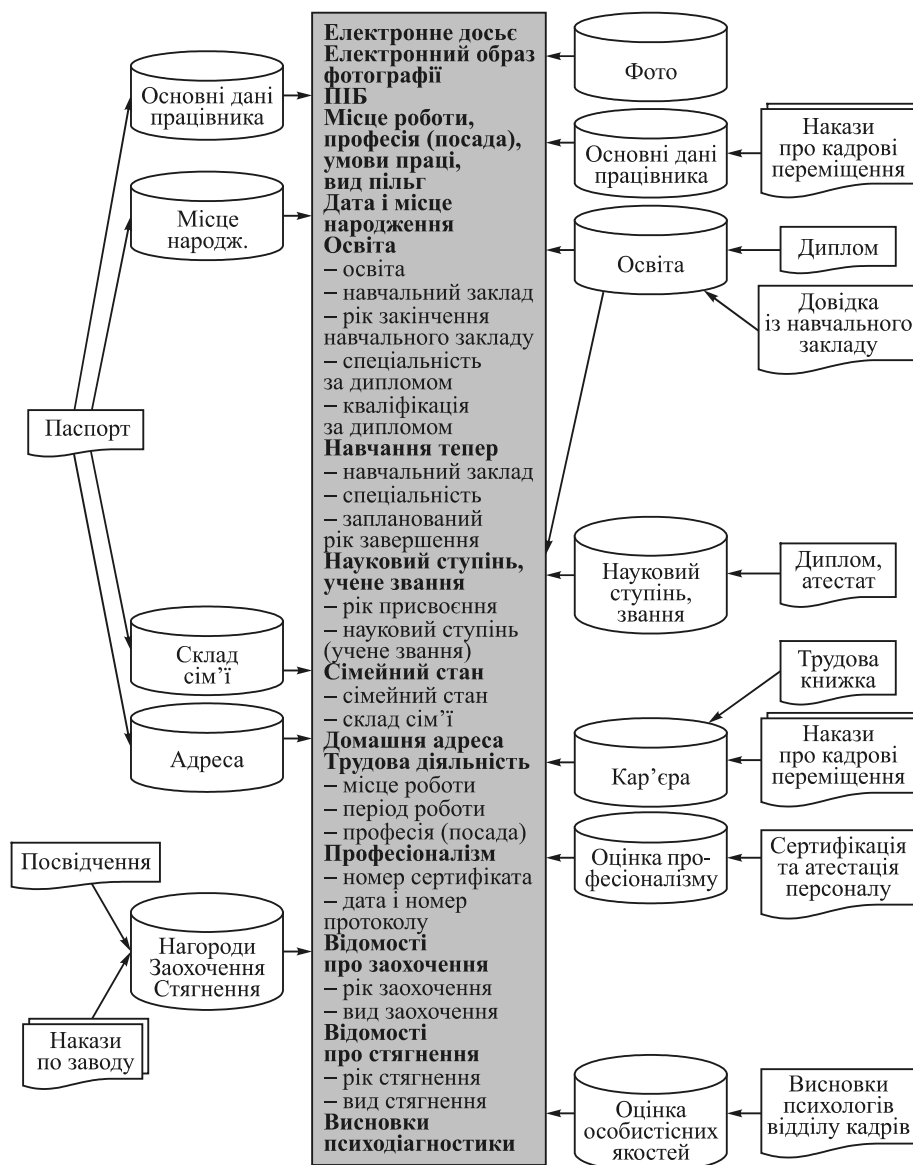 Основні дані
працівника
Місце
народж.
Паспорт
Склад
сім’ї
Адреса
Посвідчення
Нагороди
Заохочення
Стягнення
Накази
по заводу
Електронне досьє
Електронний образ
фотографії
ПІБ
Місце роботи,
професія (посада),
умови праці,
вид пільг
Дата і місце
народження
Освіта
– освіта
– навчальний заклад
– рік закінчення
навчального закладу
– спеціальність
за дипломом
– кваліфікація
за дипломом
Навчання тепер
– навчальний заклад
– спеціальність
– запланований
рік завершення
Науковий ступінь,
учене звання
– рік присвоєння
– науковий ступінь
(учене звання)
Сімейний стан
– сімейний стан
– склад сім’ї
Домашня адреса
Трудова діяльність
– місце роботи
– період роботи
– професія (посада)
Професіоналізм
– номер сертифіката
– дата і номер
протоколу
Відомості
про заохочення
– рік заохочення
– вид заохочення
Відомості
про стягнення
– рік стягнення
– вид стягнення
Висновки
психодіагностики
Фото
Основні дані
працівника
Накази
про кадрові
переміщення
Освіта
Диплом
Довідка
із навчального
закладу
Науковий
ступінь,
звання
Диплом,
атестат
Трудова
книжка
Кар’єра
Накази
про кадрові
переміщення
Оцінка про-
фесіоналізму
Сертифікація
та атестація
персоналу
Оцінка
особистісних
якостей
Висновки
психологів
відділу кадрів